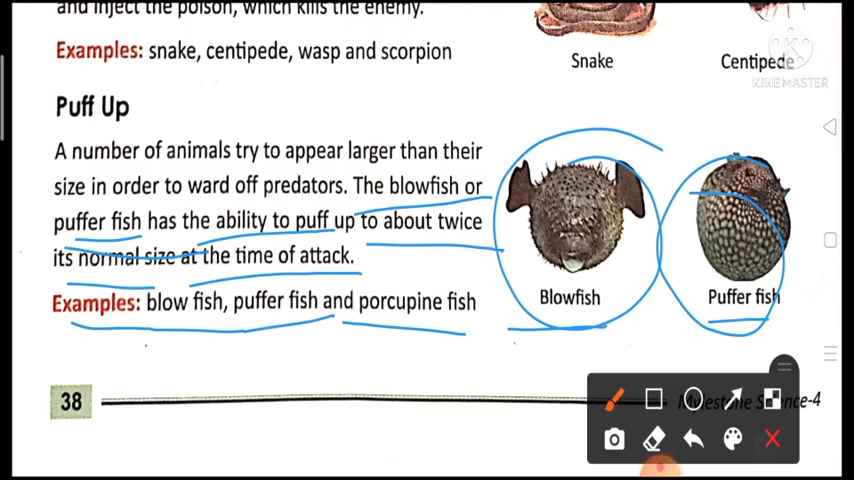 and inject the poison, which kills the enemy.
Examples: snake, centipede, wasp and scorpion
Snake
Centipede
KINEMASTER
Puff Up
A number of animals try to appear larger than their
size in order to ward off predators. The blowfish or
puffer fish has the ability to puff up to about twice
its normal size at the time of attack.
Examples: blow fish, puffer fish and porcupine fish
Blowfish
Puffer fish
38
Mylestone Science-4